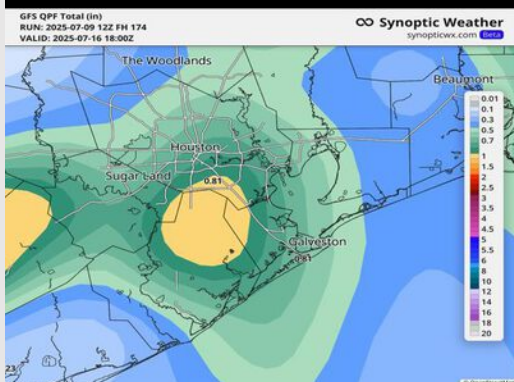 GFS QPF Total (in)
RUN: 2025-07-09 12Z FH 174
VALID: 2025-07-16 18:00Z
Synoptic Weather
synopticwx.com Beta
The Woodlands
Beaumont
Houston
Sugar Land
0.81
Galveston
0.81
23
0.01
0.1
0.3
0.5
0.7
1
1.5
2
2.5
3
3.5
4
4.5
5
5.5
6
8
10
12
14
16
18
20